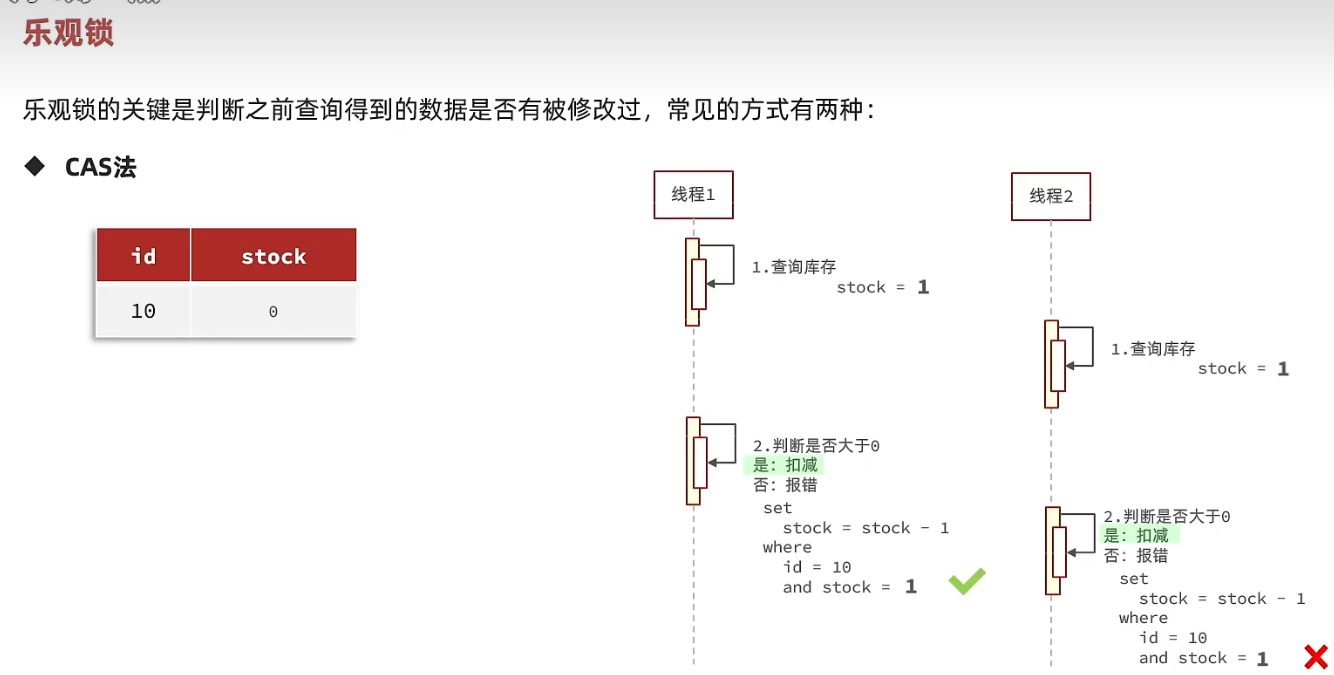 乐观锁
乐观锁的关键是判断之前查询得到的数据是否有被修改过，常见的方式有两种：
◆ CAS法
id stock
10 0
线程1
1.查询库存
stock = 1
2.判断是否大于0
是：扣减
否：报错
set
stock = stock - 1
where
id = 10
and stock = 1
线程2
1.查询库存
stock = 1
2.判断是否大于0
是：扣减
否：报错
set
stock = stock - 1
where
id = 10
and stock = 1